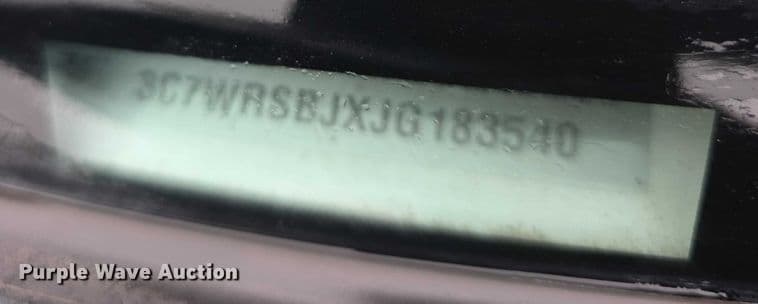 3C7WRSBJXJG183540
Purple Wave Auction